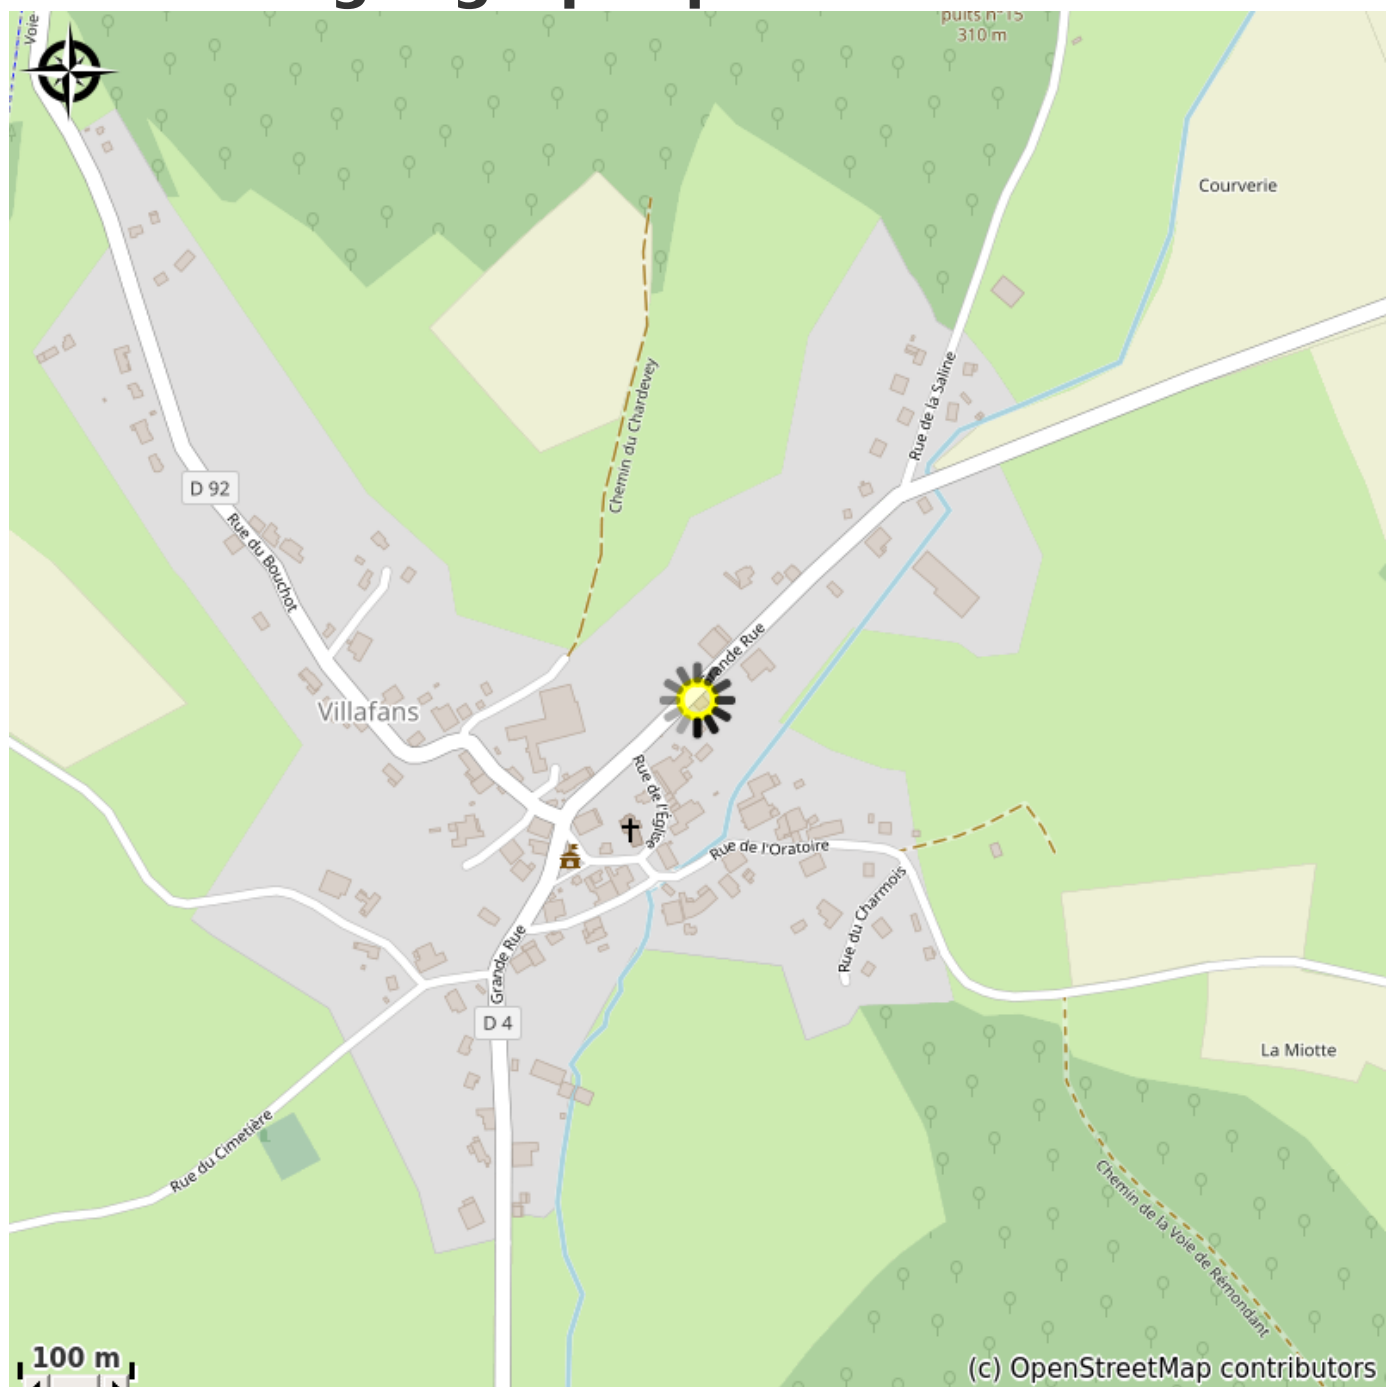 Voie
puits n°15
310 m
Courverie
Chemin du Chardevey
Rue de la Saline
D 92
Rue du Bouchot
Grande Rue
Villafans
Rue de l'Église
Rue de l'Oratoire
Rue du Charmois
Grande Rue
D 4
La Miotte
Rue du Cimetière
Chemin de la Voie de Rémondant
100 m
(c) OpenStreetMap contributors